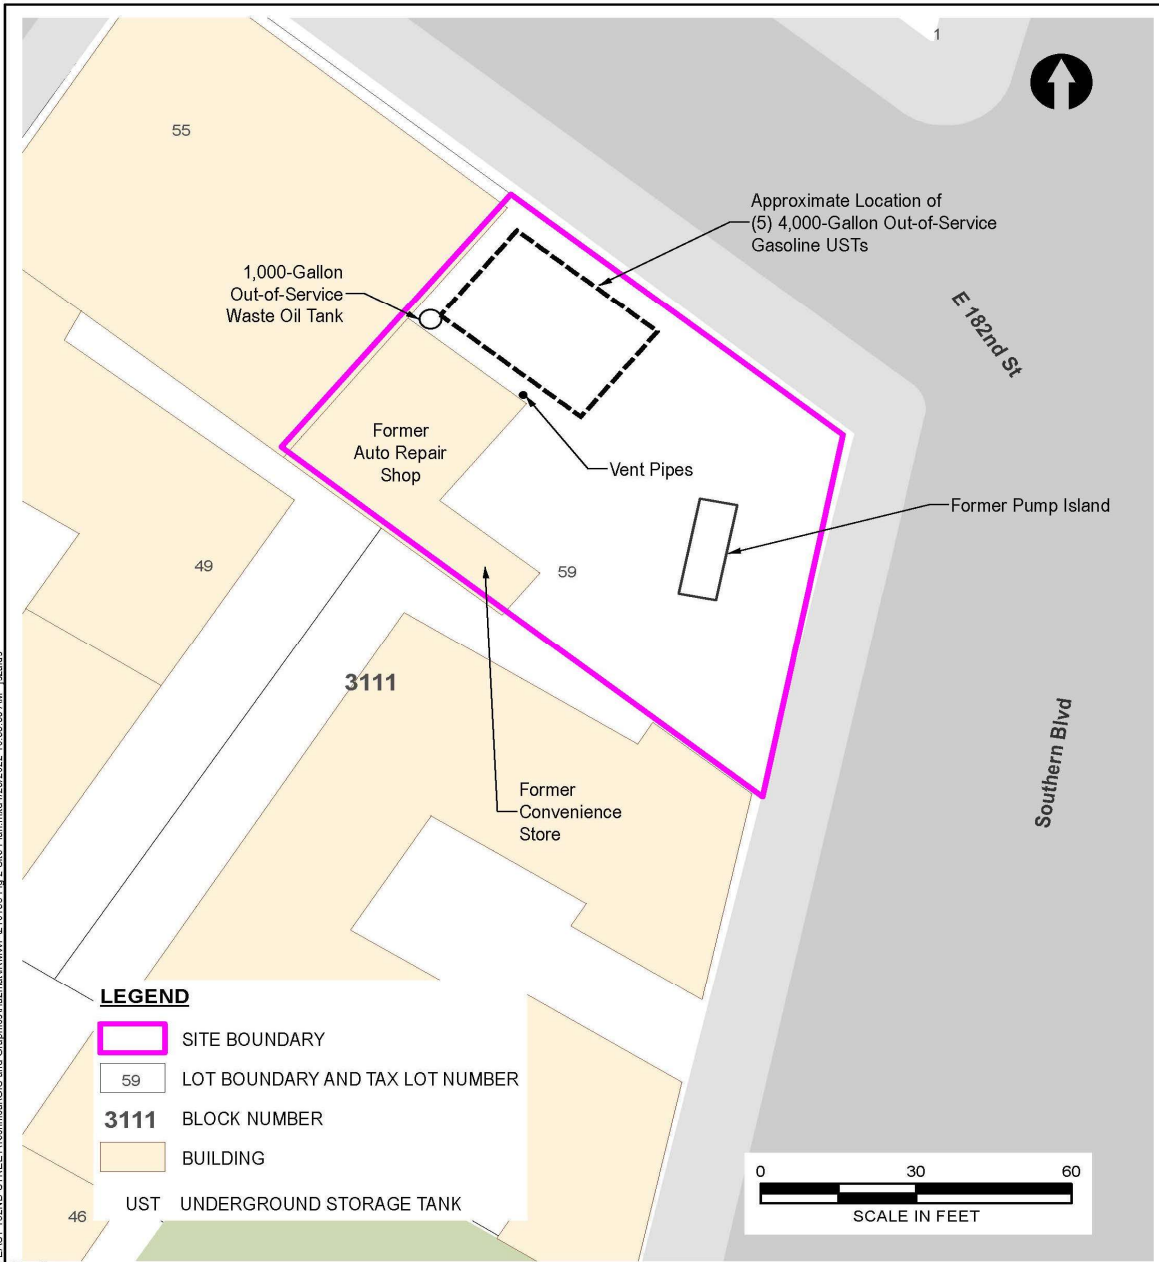 1
55
Approximate Location of
(5) 4,000-Gallon Out-of-Service
Gasoline USTs
1,000-Gallon
Out-of-Service
Waste Oil Tank
E 182nd St
Former
Auto Repair
Shop
Vent Pipes
Former Pump Island
49
59
3111
Southern Blvd
Former
Convenience
Store
LEGEND
SITE BOUNDARY
59 LOT BOUNDARY AND TAX LOT NUMBER
3111 BLOCK NUMBER
BUILDING
UST UNDERGROUND STORAGE TANK
46
0 30 60
SCALE IN FEET